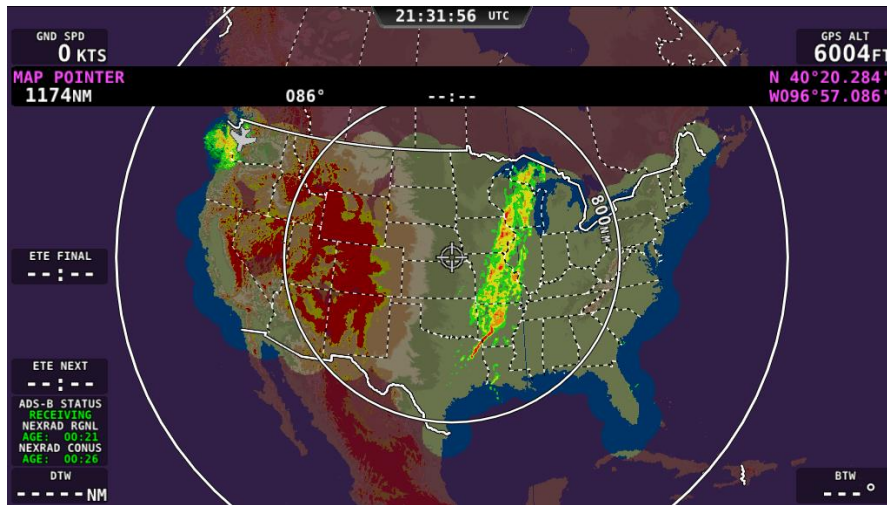 21:31:56 UTC
GND SPD
0 KTS
GPS ALT
6004FT
MAP POINTER
1174NM 086° --:--
N 40°20.284'
W096°57.086'
800NM
ETE FINAL
--:--
ETE NEXT
--:--
ADS-B STATUS
RECEIVING
NEXRAD RGNL
AGE: 00:21
NEXRAD CONUS
AGE: 00:26
DTW
-----NM
BTW
---°